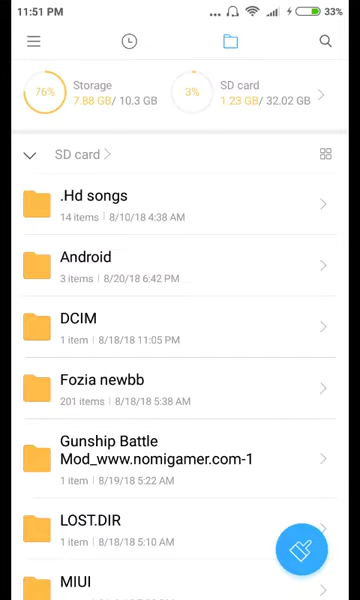 11:51 PM
33%
76%
Storage
7.88 GB/ 10.3 GB
3%
SD card
1.23 GB/ 32.02 GB
SD card
.Hd songs
14 items | 8/10/18 4:38 AM
Android
3 items | 8/20/18 6:42 PM
DCIM
1 item | 8/18/18 11:05 PM
Fozia newbb
201 items | 8/18/18 5:38 AM
Gunship Battle
Mod_www.nomigamer.com-1
1 item | 8/19/18 5:22 AM
LOST.DIR
1 item | 8/18/18 5:10 AM
MIUI